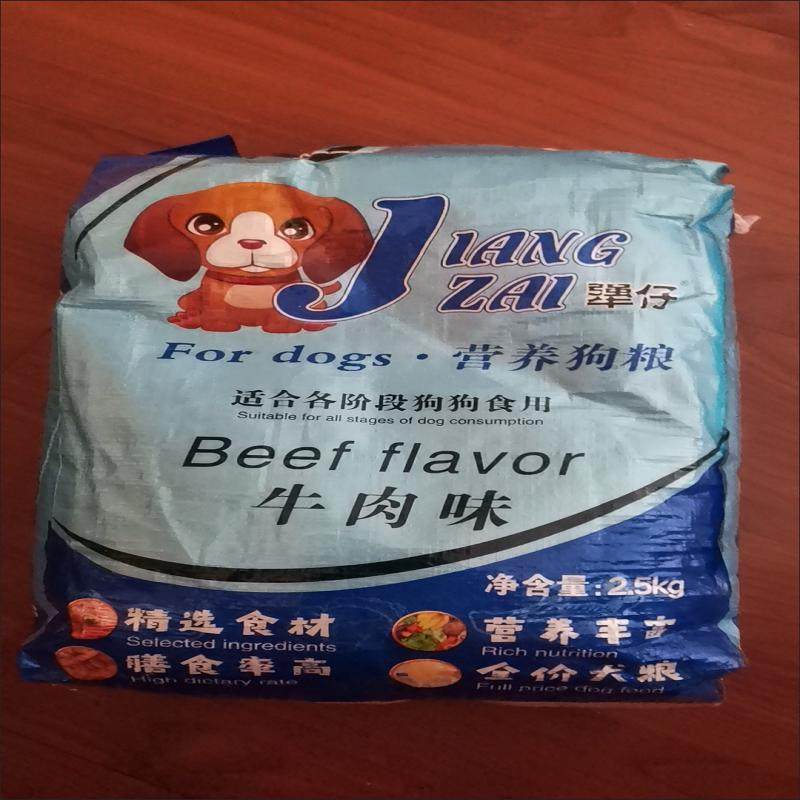 JIANG
ZAI 犟仔
For dogs · 营养狗粮
适合各阶段狗狗食用
Suitable for all stages of dog consumption
Beef flavor
牛肉味
净含量:2.5kg
精选食材
Selected ingredients
营养丰富
Rich nutrition
膳食率高
High dietary rate
全价犬粮
Full price dog food